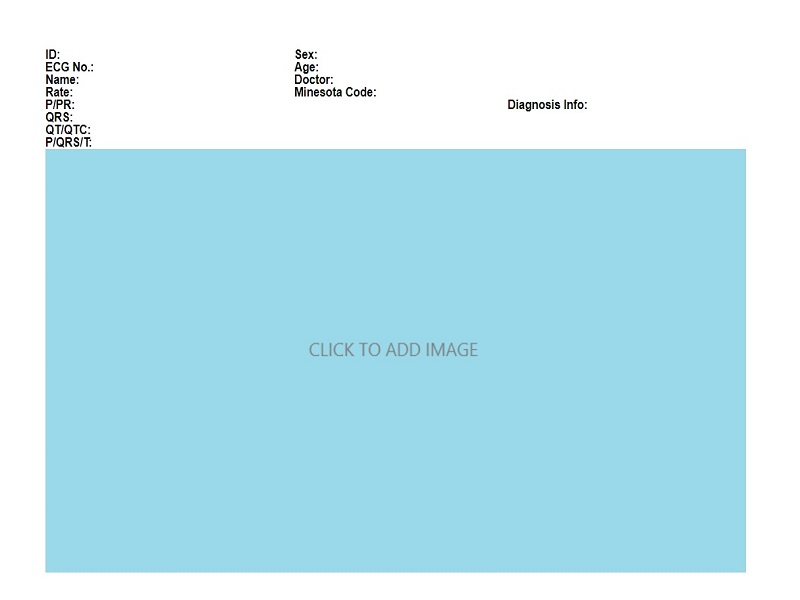 ID:
ECG No.:
Name:
Rate:
P/PR:
QRS:
QT/QTC:
P/QRS/T:
Sex:
Age:
Doctor:
Minesota Code:
Diagnosis Info:
CLICK TO ADD IMAGE